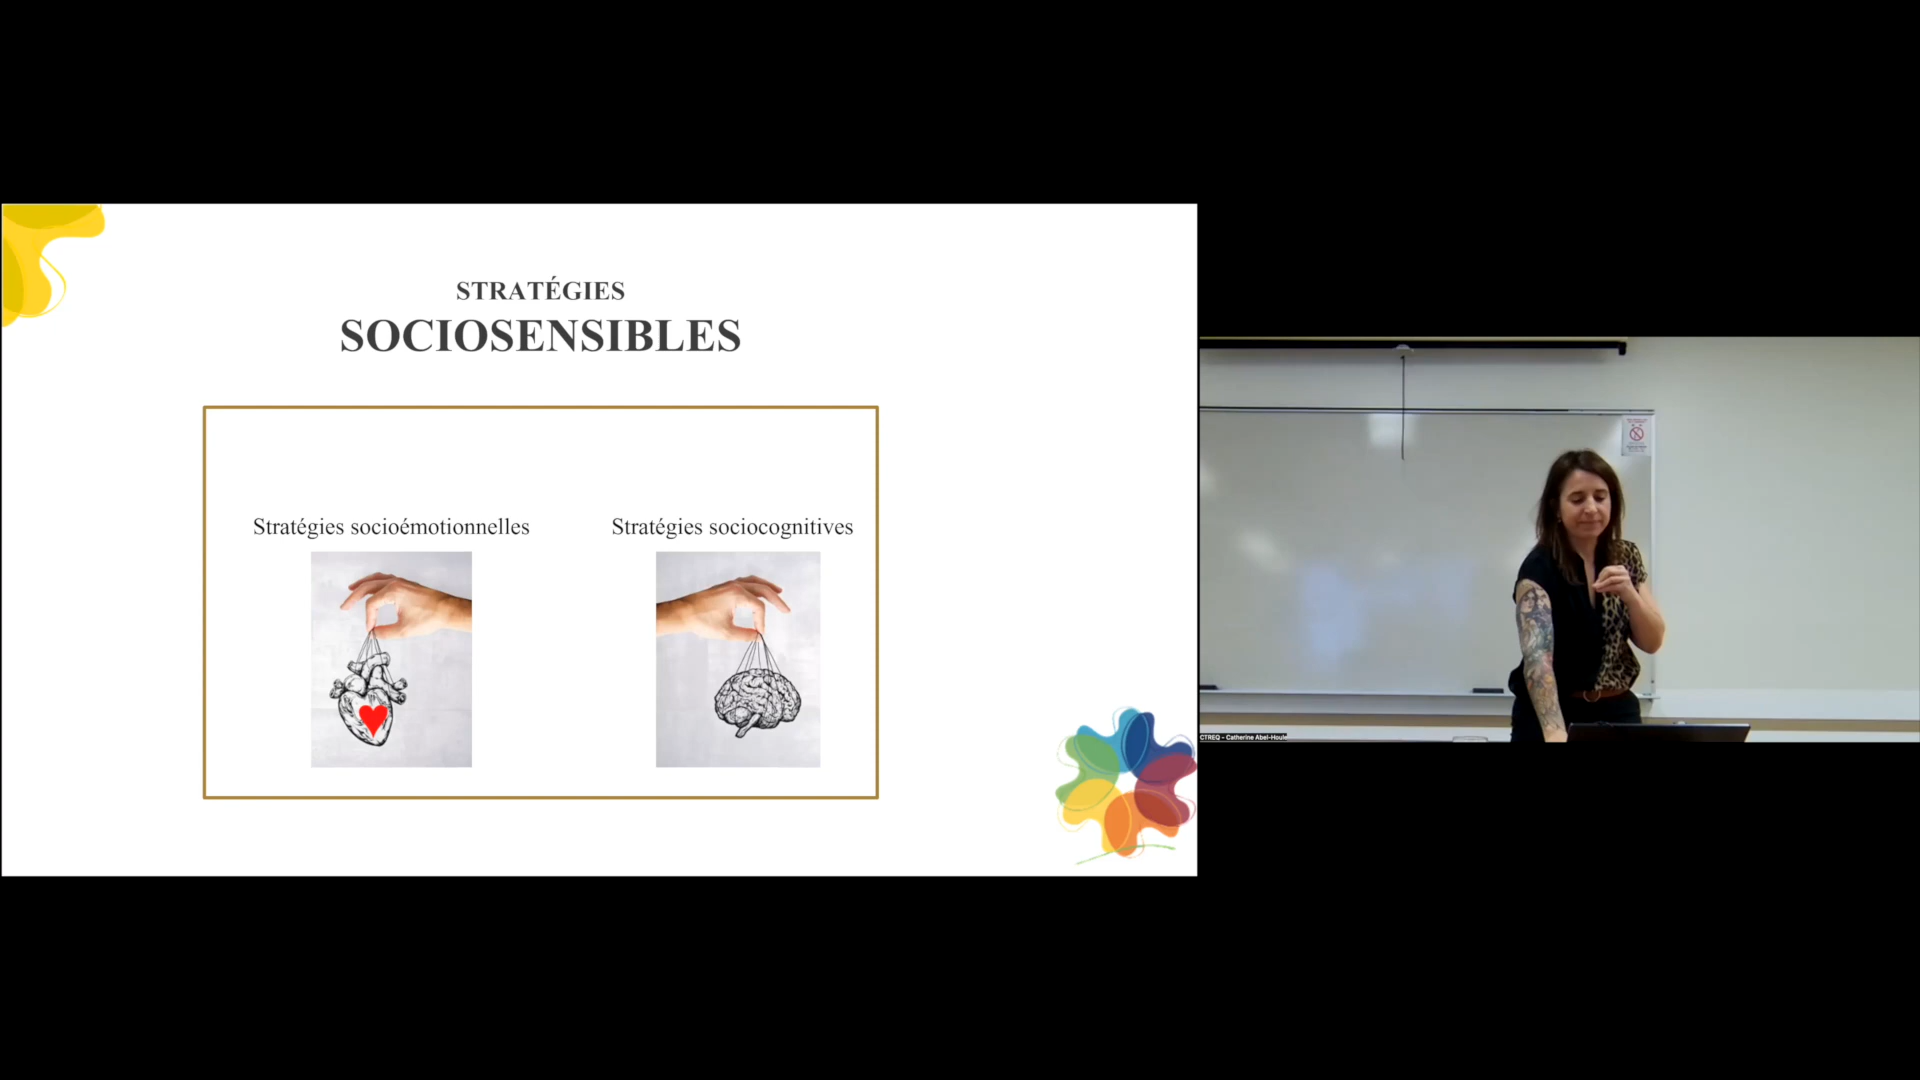 STRATÉGIES
SOCIOSENSIBLES
Stratégies socioémotionnelles
Stratégies sociocognitives
CTREQ - Catherine Abel-Houle